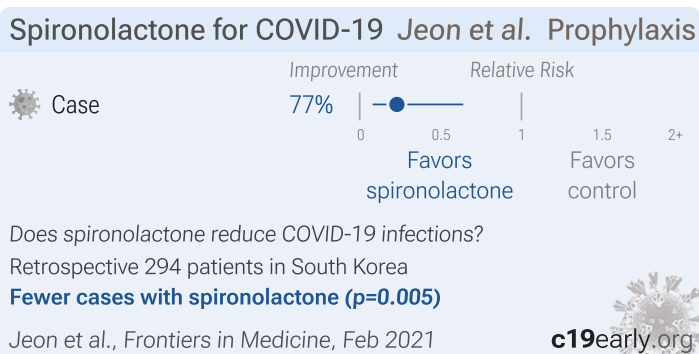 Spironolactone for COVID-19 Jeon et al. Prophylaxis
Improvement Relative Risk
Case 77%
0 0.5 1 1.5 2+
Favors Favors
spironolactone control
Does spironolactone reduce COVID-19 infections?
Retrospective 294 patients in South Korea
Fewer cases with spironolactone (p=0.005)
Jeon et al., Frontiers in Medicine, Feb 2021 c19early.org